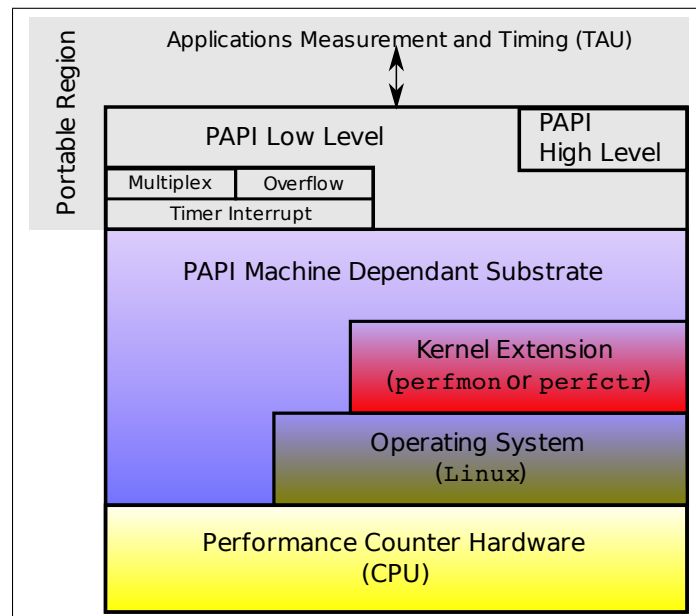 Portable Region
Applications Measurement and Timing (TAU)
PAPI Low Level
PAPI
High Level
Multiplex
Overflow
Timer Interrupt
PAPI Machine Dependant Substrate
Kernel Extension
(perfmon or perfctr)
Operating System
(Linux)
Performance Counter Hardware
(CPU)